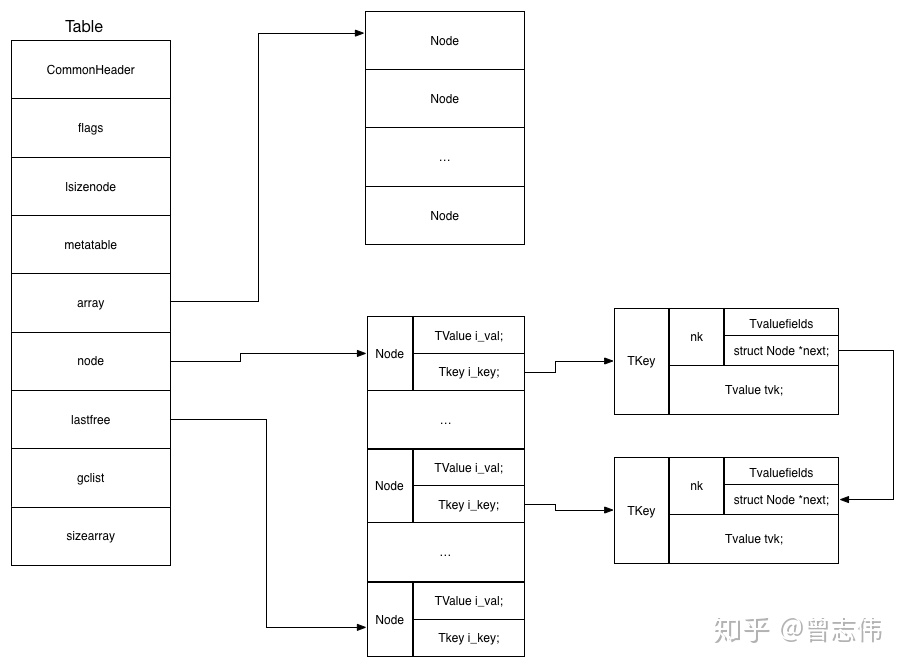 Table
CommonHeader
flags
lsizenode
metatable
array
node
lastfree
gclist
sizearray
Node
Node
...
Node
Node
TValue i_val;
Tkey i_key;
...
Node
TValue i_val;
Tkey i_key;
...
Node
TValue i_val;
Tkey i_key;
TKey
nk
Tvaluefields
struct Node *next;
Tvalue tvk;
TKey
nk
Tvaluefields
struct Node *next;
Tvalue tvk;
知乎 @曾志伟